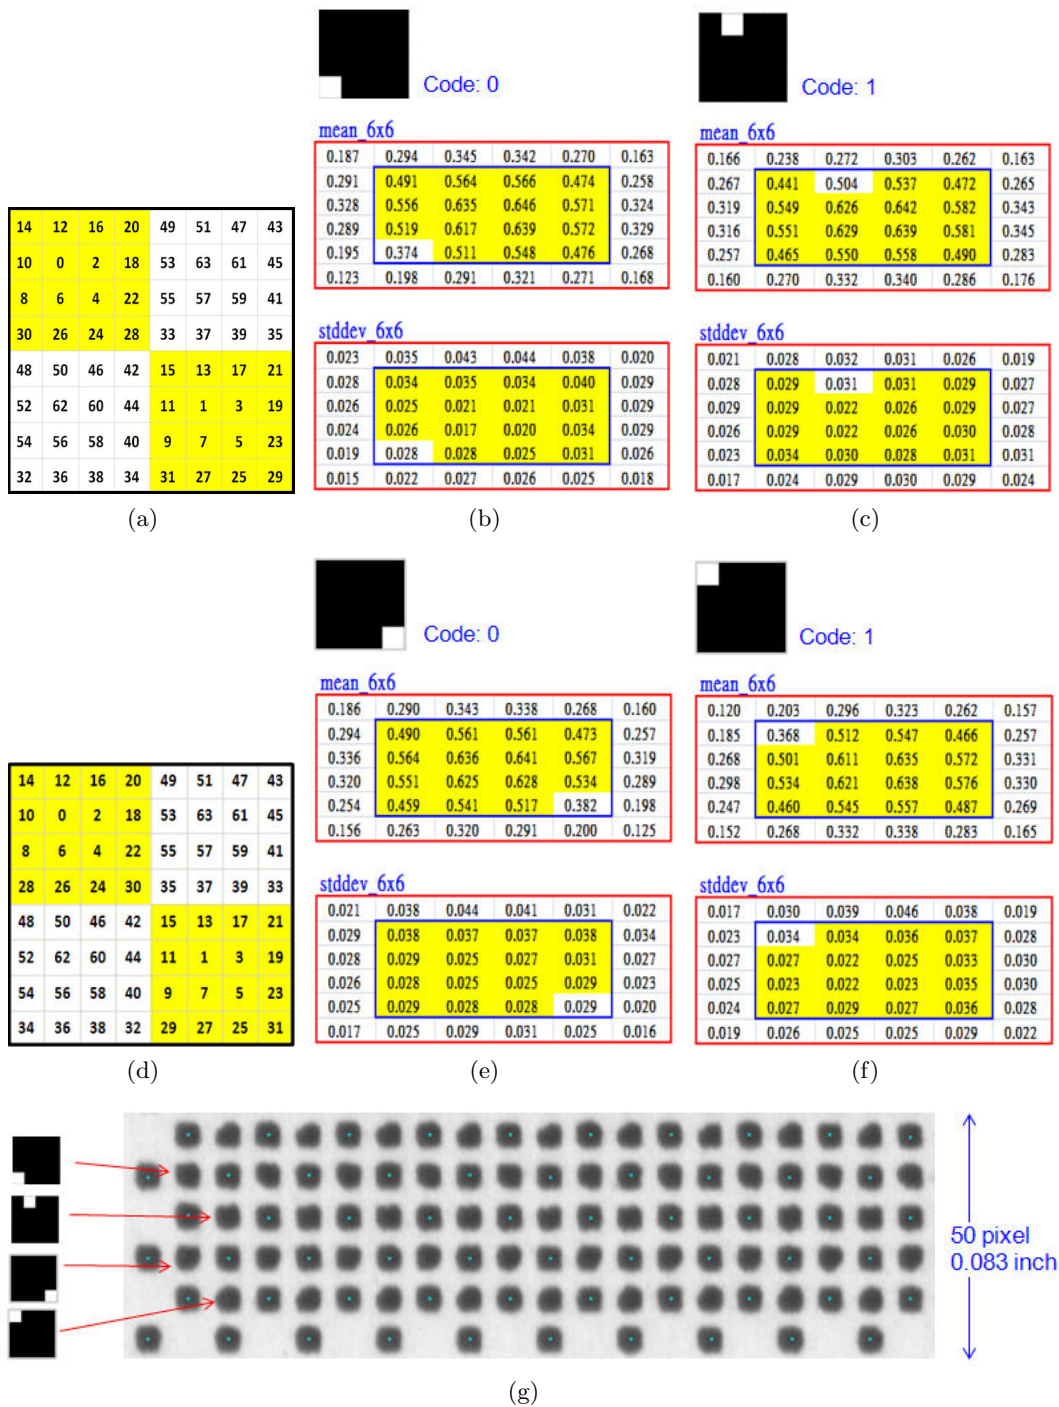 Code: 0
Code: 1
mean_6x6
0.187 0.294 0.345 0.342 0.270 0.163
0.291 0.491 0.564 0.566 0.474 0.258
0.328 0.556 0.635 0.646 0.571 0.324
0.289 0.519 0.617 0.639 0.572 0.329
0.195 0.374 0.511 0.548 0.476 0.268
0.123 0.198 0.291 0.321 0.271 0.168
mean_6x6
0.166 0.238 0.272 0.303 0.262 0.163
0.267 0.441 0.504 0.537 0.472 0.265
0.319 0.549 0.626 0.642 0.582 0.343
0.316 0.551 0.629 0.639 0.581 0.345
0.257 0.465 0.550 0.558 0.490 0.283
0.160 0.270 0.332 0.340 0.286 0.176
14 12 16 20 49 51 47 43
10 0 2 18 53 63 61 45
8 6 4 22 55 57 59 41
30 26 24 28 33 37 39 35
48 50 46 42 15 13 17 21
52 62 60 44 11 1 3 19
54 56 58 40 9 7 5 23
32 36 38 34 31 27 25 29
stddev_6x6
0.023 0.035 0.043 0.044 0.038 0.020
0.028 0.034 0.035 0.034 0.040 0.029
0.026 0.025 0.021 0.021 0.031 0.029
0.024 0.026 0.017 0.020 0.034 0.029
0.019 0.028 0.028 0.025 0.031 0.026
0.015 0.022 0.027 0.026 0.025 0.018
stddev_6x6
0.021 0.028 0.032 0.031 0.026 0.019
0.028 0.029 0.031 0.031 0.029 0.027
0.029 0.029 0.022 0.026 0.029 0.027
0.026 0.029 0.022 0.026 0.030 0.028
0.023 0.034 0.030 0.028 0.031 0.031
0.017 0.024 0.029 0.030 0.029 0.024
(a)
(b)
(c)
Code: 0
Code: 1
mean_6x6
0.186 0.290 0.343 0.338 0.268 0.160
0.294 0.490 0.561 0.561 0.473 0.257
0.336 0.564 0.636 0.641 0.567 0.319
0.320 0.551 0.625 0.628 0.534 0.289
0.254 0.459 0.541 0.517 0.382 0.198
0.156 0.263 0.320 0.291 0.200 0.125
mean_6x6
0.120 0.203 0.296 0.323 0.262 0.157
0.185 0.368 0.512 0.547 0.466 0.257
0.268 0.501 0.611 0.635 0.572 0.331
0.298 0.534 0.621 0.638 0.576 0.330
0.247 0.460 0.545 0.557 0.487 0.269
0.152 0.268 0.332 0.338 0.283 0.165
14 12 16 20 49 51 47 43
10 0 2 18 53 63 61 45
8 6 4 22 55 57 59 41
28 26 24 30 35 37 39 33
48 50 46 42 15 13 17 21
52 62 60 44 11 1 3 19
54 56 58 40 9 7 5 23
34 36 38 32 29 27 25 31
stddev_6x6
0.021 0.038 0.044 0.041 0.031 0.022
0.029 0.038 0.037 0.037 0.038 0.034
0.028 0.029 0.025 0.027 0.031 0.027
0.026 0.028 0.025 0.025 0.029 0.023
0.025 0.029 0.028 0.028 0.029 0.020
0.017 0.025 0.029 0.031 0.025 0.016
stddev_6x6
0.017 0.030 0.039 0.046 0.038 0.019
0.023 0.034 0.034 0.036 0.037 0.028
0.027 0.027 0.022 0.025 0.033 0.030
0.025 0.023 0.022 0.023 0.035 0.030
0.024 0.027 0.029 0.027 0.036 0.028
0.019 0.026 0.025 0.025 0.029 0.022
(d)
(e)
(f)
50 pixel
0.083 inch
(g)